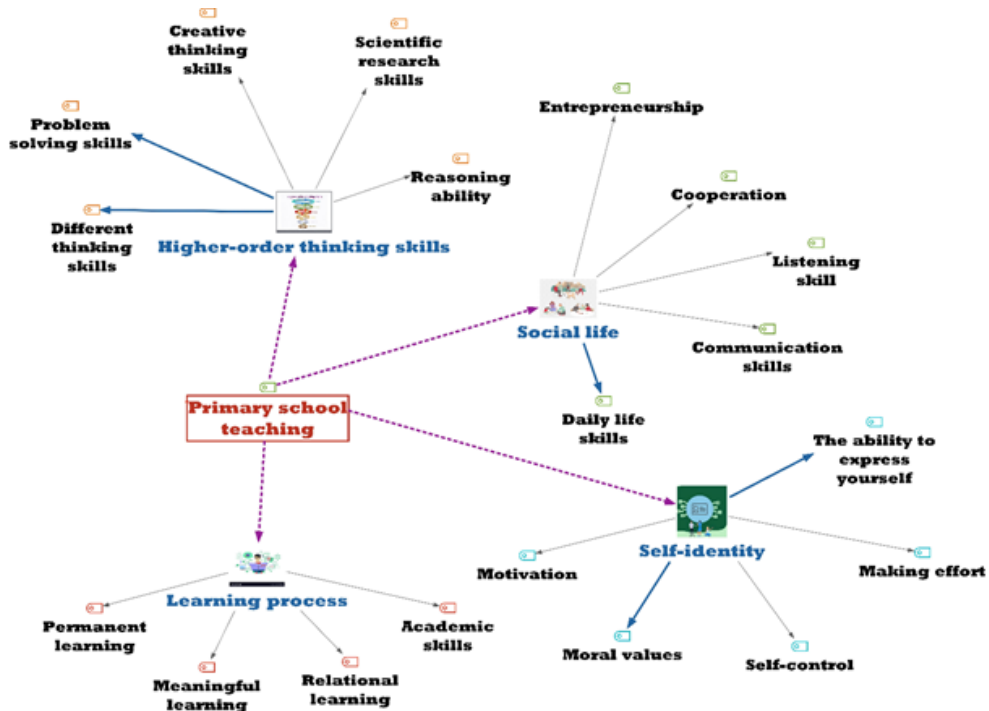 Creative
thinking
skills
Scientific
research
skills
Problem
solving skills
Reasoning
ability
Different
thinking
skills
Higher-order thinking skills
Entrepreneurship
Cooperation
Listening
skill
Communication
skills
Social life
Daily life
skills
Primary school
teaching
The ability to
express
yourself
Self-identity
Motivation
Making effort
Moral values
Self-control
Learning process
Permanent
learning
Meaningful
learning
Relational
learning
Academic
skills